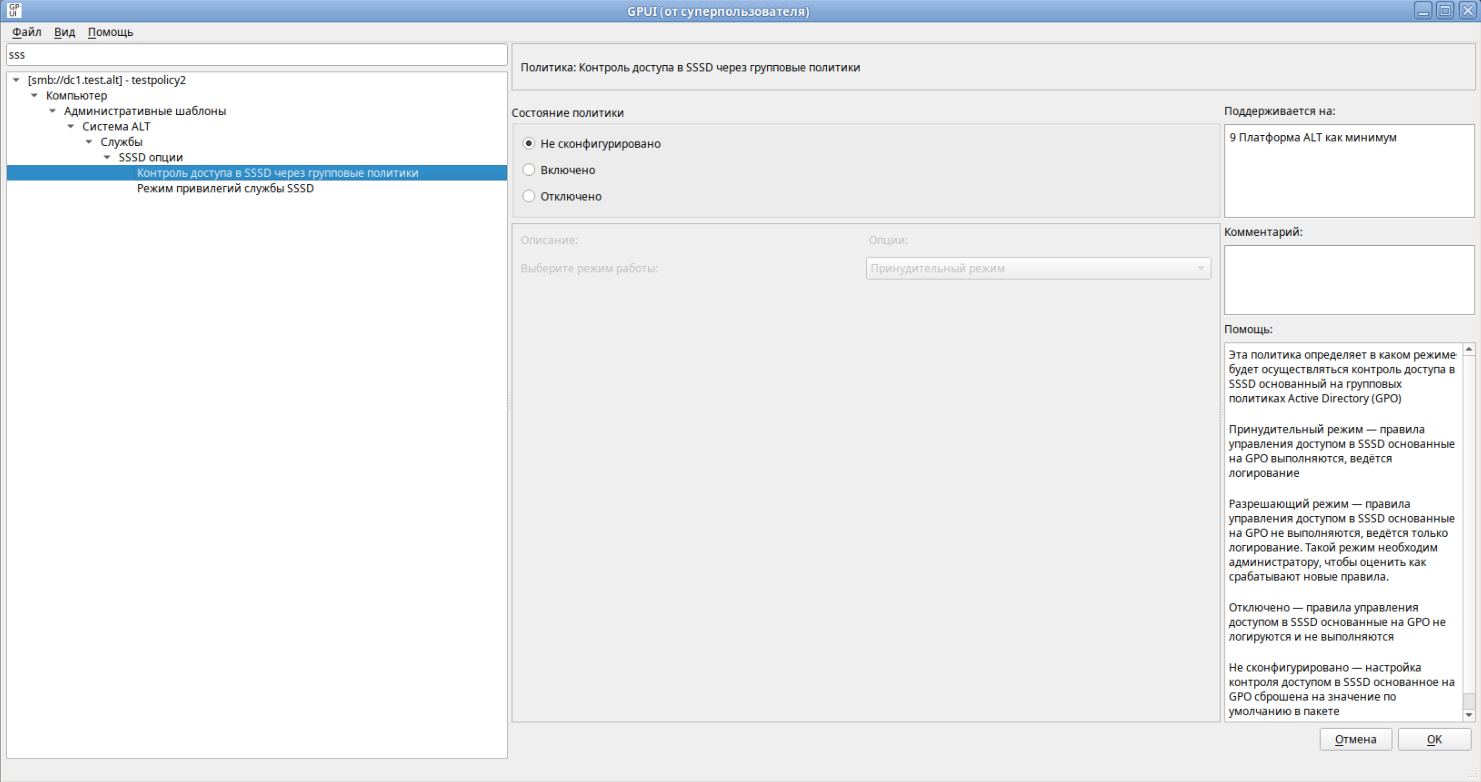 GPUI (от суперпользователя)
Файл Вид Помощь
sss
[smb://dc1.test.alt] - testpolicy2
Компьютер
Административные шаблоны
Система ALT
Службы
SSSD опции
Контроль доступа в SSSD через групповые политики
Режим привилегий службы SSSD
Политика: Контроль доступа в SSSD через групповые политики
Состояние политики
Не сконфигурировано
Включено
Отключено
Описание: Опции:
Выберите режим работы: Принудительный режим
Поддерживается на:
9 Платформа ALT как минимум
Комментарий:
Помощь:
Эта политика определяет в каком режиме
будет осуществляться контроль доступа в
SSSD основанный на групповых
политиках Active Directory (GPO)
Принудительный режим — правила
управления доступом в SSSD основанные
на GPO выполняются, ведётся
логирование
Разрешающий режим — правила
управления доступом в SSSD основанные
на GPO не выполняются, ведётся только
логирование. Такой режим необходим
администратору, чтобы оценить как
срабатывают новые правила.
Отключено — правила управления
доступом в SSSD основанные на GPO не
логируются и не выполняются
Не сконфигурировано — настройка
контроля доступом в SSSD основанное на
GPO сброшена на значение по
умолчанию в пакете
Отмена OK